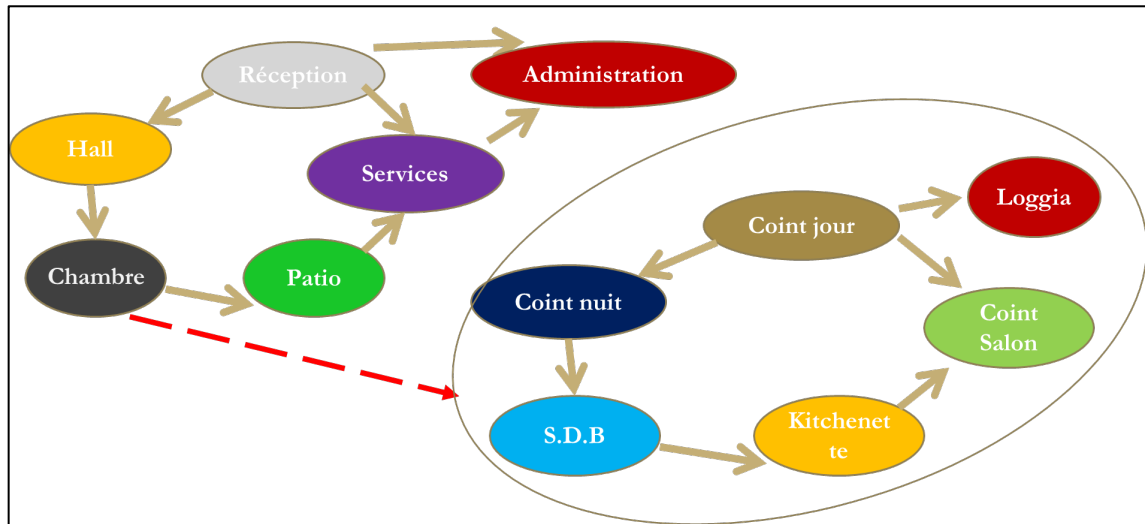 Réception
Administration
Hall
Services
Chambre
Patio
Loggia
Coint jour
Coint nuit
Coint
Salon
S.D.B
Kitchenet
te